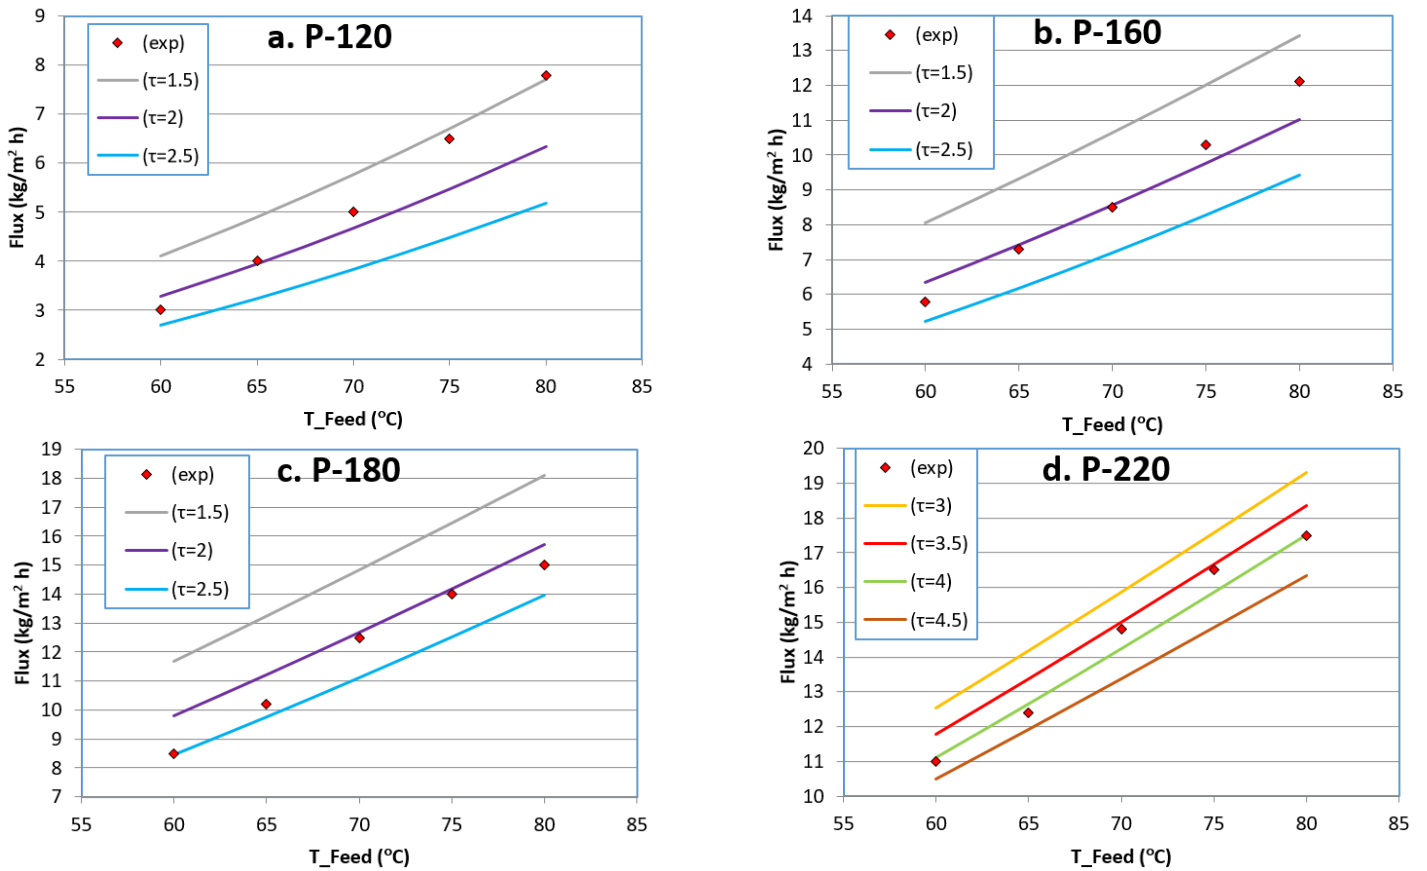 a. P-120
(exp)
(τ=1.5)
(τ=2)
(τ=2.5)
9
8
7
6
5
4
3
2
55 60 65 70 75 80 85
Flux (kg/m² h)
T_Feed (°C)
b. P-160
(exp)
(τ=1.5)
(τ=2)
(τ=2.5)
14
13
12
11
10
9
8
7
6
5
4
55 60 65 70 75 80 85
Flux (kg/m² h)
T_Feed (°C)
c. P-180
(exp)
(τ=1.5)
(τ=2)
(τ=2.5)
19
18
17
16
15
14
13
12
11
10
9
8
7
55 60 65 70 75 80 85
Flux (kg/m² h)
T_Feed (°C)
d. P-220
(exp)
(τ=3)
(τ=3.5)
(τ=4)
(τ=4.5)
20
19
18
17
16
15
14
13
12
11
10
55 60 65 70 75 80 85
Flux (kg/m² h)
T_Feed (°C)